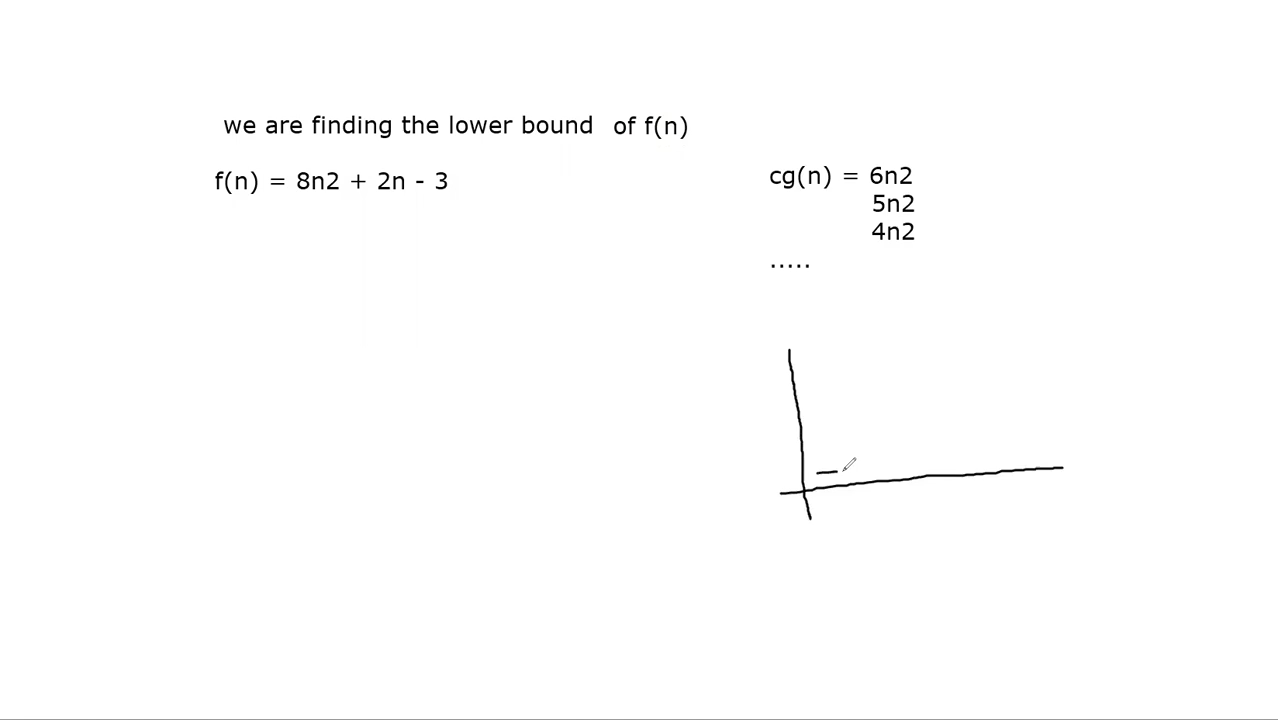 we are finding the lower bound of f(n)
f(n) = 8n2 + 2n - 3
cg(n) = 6n2
5n2
4n2
.....